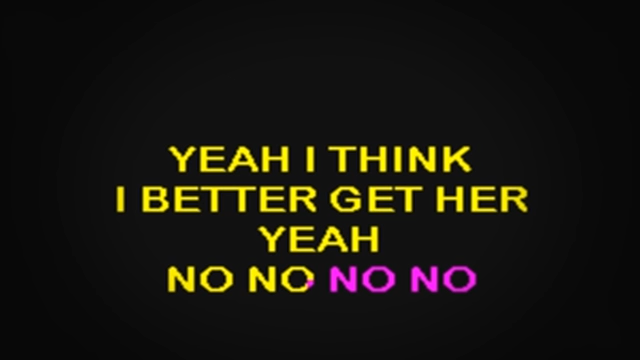 YEAH I THINK
I BETTER GET HER
YEAH
NO NO NO NO